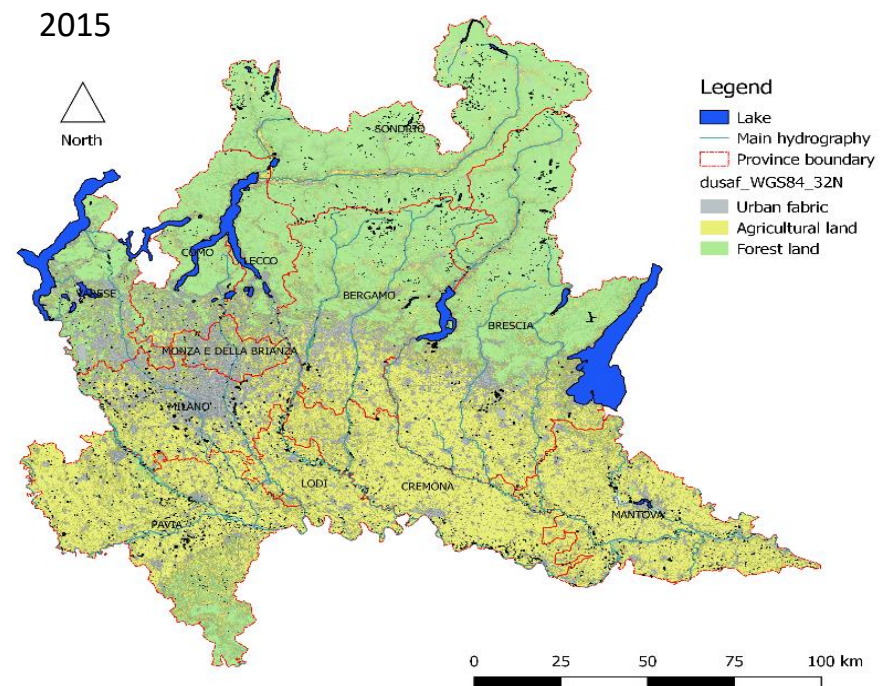 2015
North
Legend
Lake
Main hydrography
Province boundary
dusaf_WGS84_32N
Urban fabric
Agricultural land
Forest land
SONDRIO
COMO
LECCO
VARESE
BERGAMO
BRESCIA
MONZA E DELLA BRIANZA
MILANO
LODI
CREMONA
PAVIA
MANTOVA
0 25 50 75 100 km